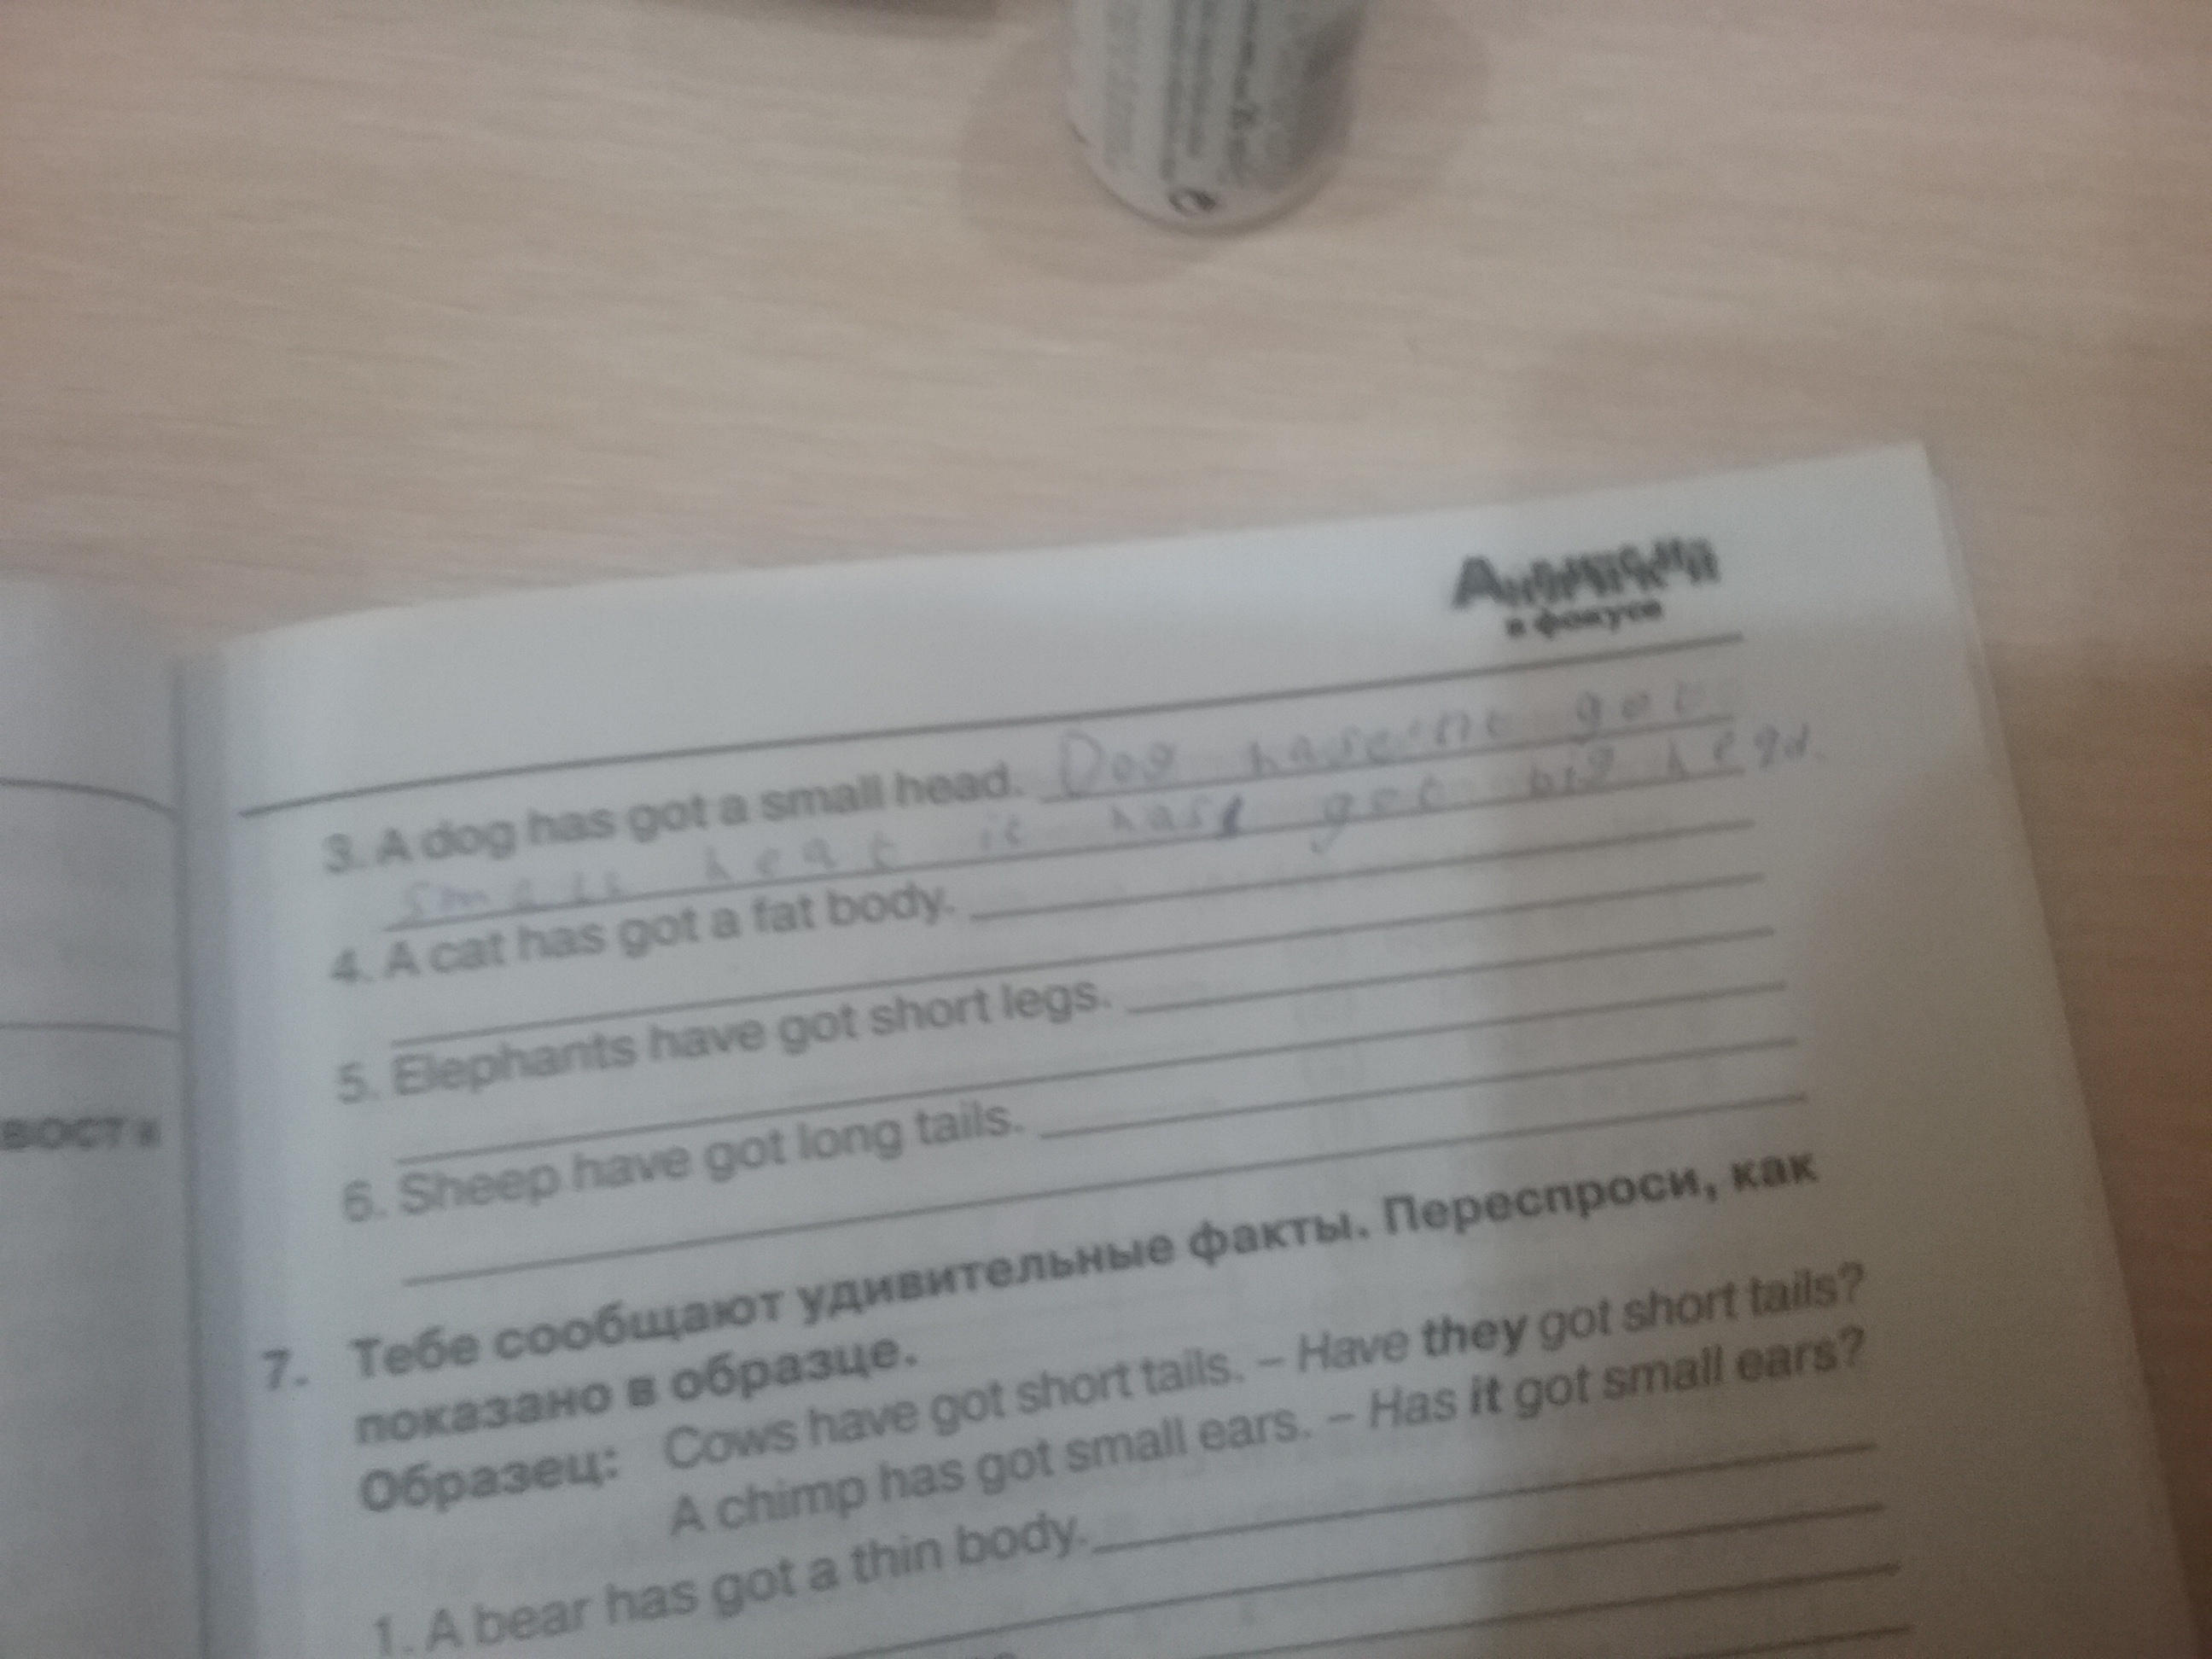 Английский
в фокусе
3. A dog has got a small head. Dog hase'nt got
small heat it hase got big head.
4. A cat has got a fat body.
5. Elephants have got short legs.
6. Sheep have got long tails.
7. Тебе сообщают удивительные факты. Переспроси, как
показано в образце.
Образец: Cows have got short tails. – Have they got short tails?
A chimp has got small ears. – Has it got small ears?
1. A bear has got a thin body.